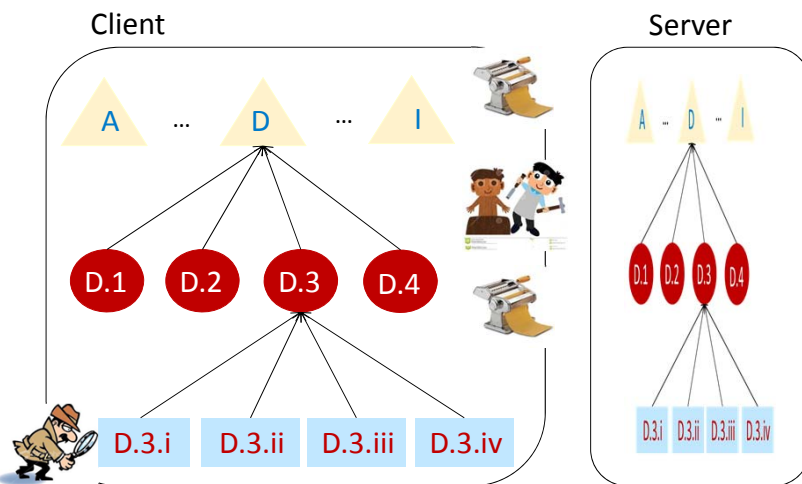 Client
Server
A ... D ... I
D.1 D.2 D.3 D.4
D.3.i D.3.ii D.3.iii D.3.iv
A ... D ... I
D.1 D.2 D.3 D.4
D.3.i D.3.ii D.3.iii D.3.iv